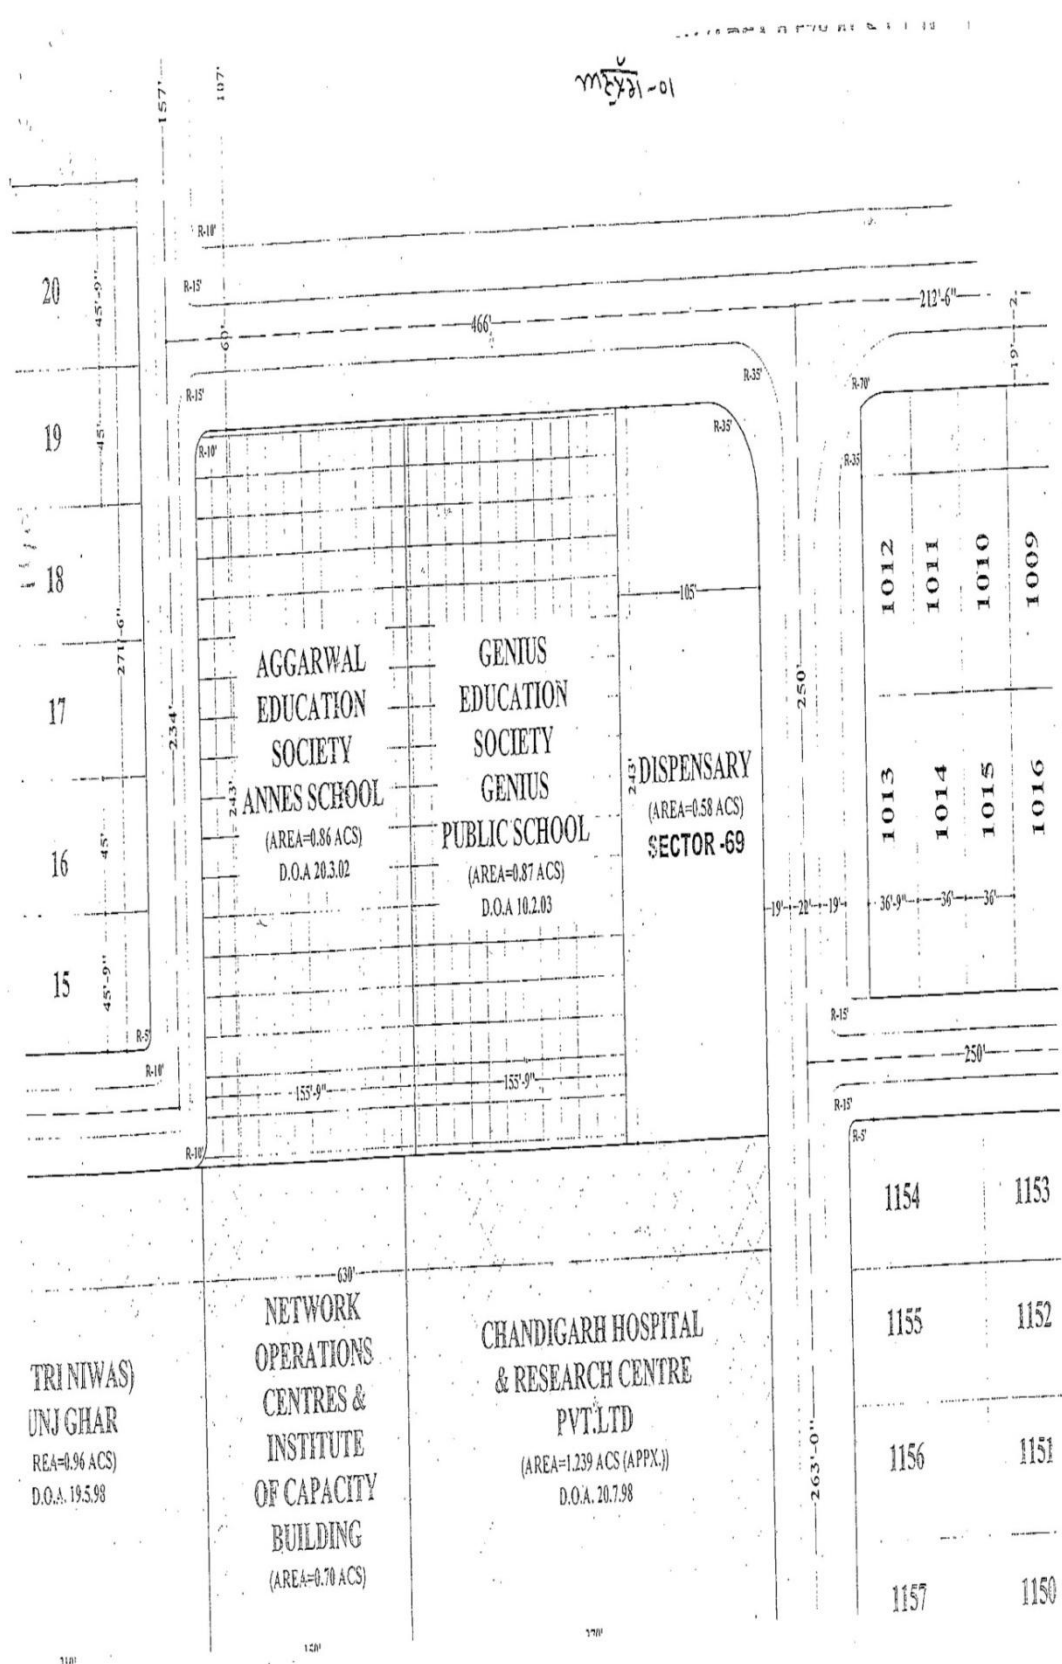 157'
107'
R-10'
R-15'
60'
466'
212'-6"
19'
2
R-15'
R-35'
R-70'
R-10'
R-35'
R-35'
20
45'-9"
19
45'
18
271'-6"
17
234'
16
45'
15
45'-9"
R-5'
R-10'
R-10'
AGGARWAL
EDUCATION
SOCIETY
ANNES SCHOOL
(AREA=0.86 ACS)
D.O.A 20.3.02
243'
155'-9"
GENIUS
EDUCATION
SOCIETY
GENIUS
PUBLIC SCHOOL
(AREA=0.87 ACS)
D.O.A 10.2.03
155'-9"
105'
243'
DISPENSARY
(AREA=0.58 ACS)
SECTOR -69
250'
1012
1011
1010
1009
1013
1014
1015
1016
19'
22'
19'
36'-9"
36'
36'
R-15'
250'
R-15'
R-5'
1154
1153
1155
1152
1156
1151
1157
1150
263'-0"
630'
TRI NIWAS)
UNJ GHAR
REA=0.96 ACS)
D.O.A. 19.5.98
NETWORK
OPERATIONS
CENTRES &
INSTITUTE
OF CAPACITY
BUILDING
(AREA=0.70 ACS)
CHANDIGARH HOSPITAL
& RESEARCH CENTRE
PVT.LTD
(AREA=1.239 ACS (APPX.))
D.O.A. 20.7.98